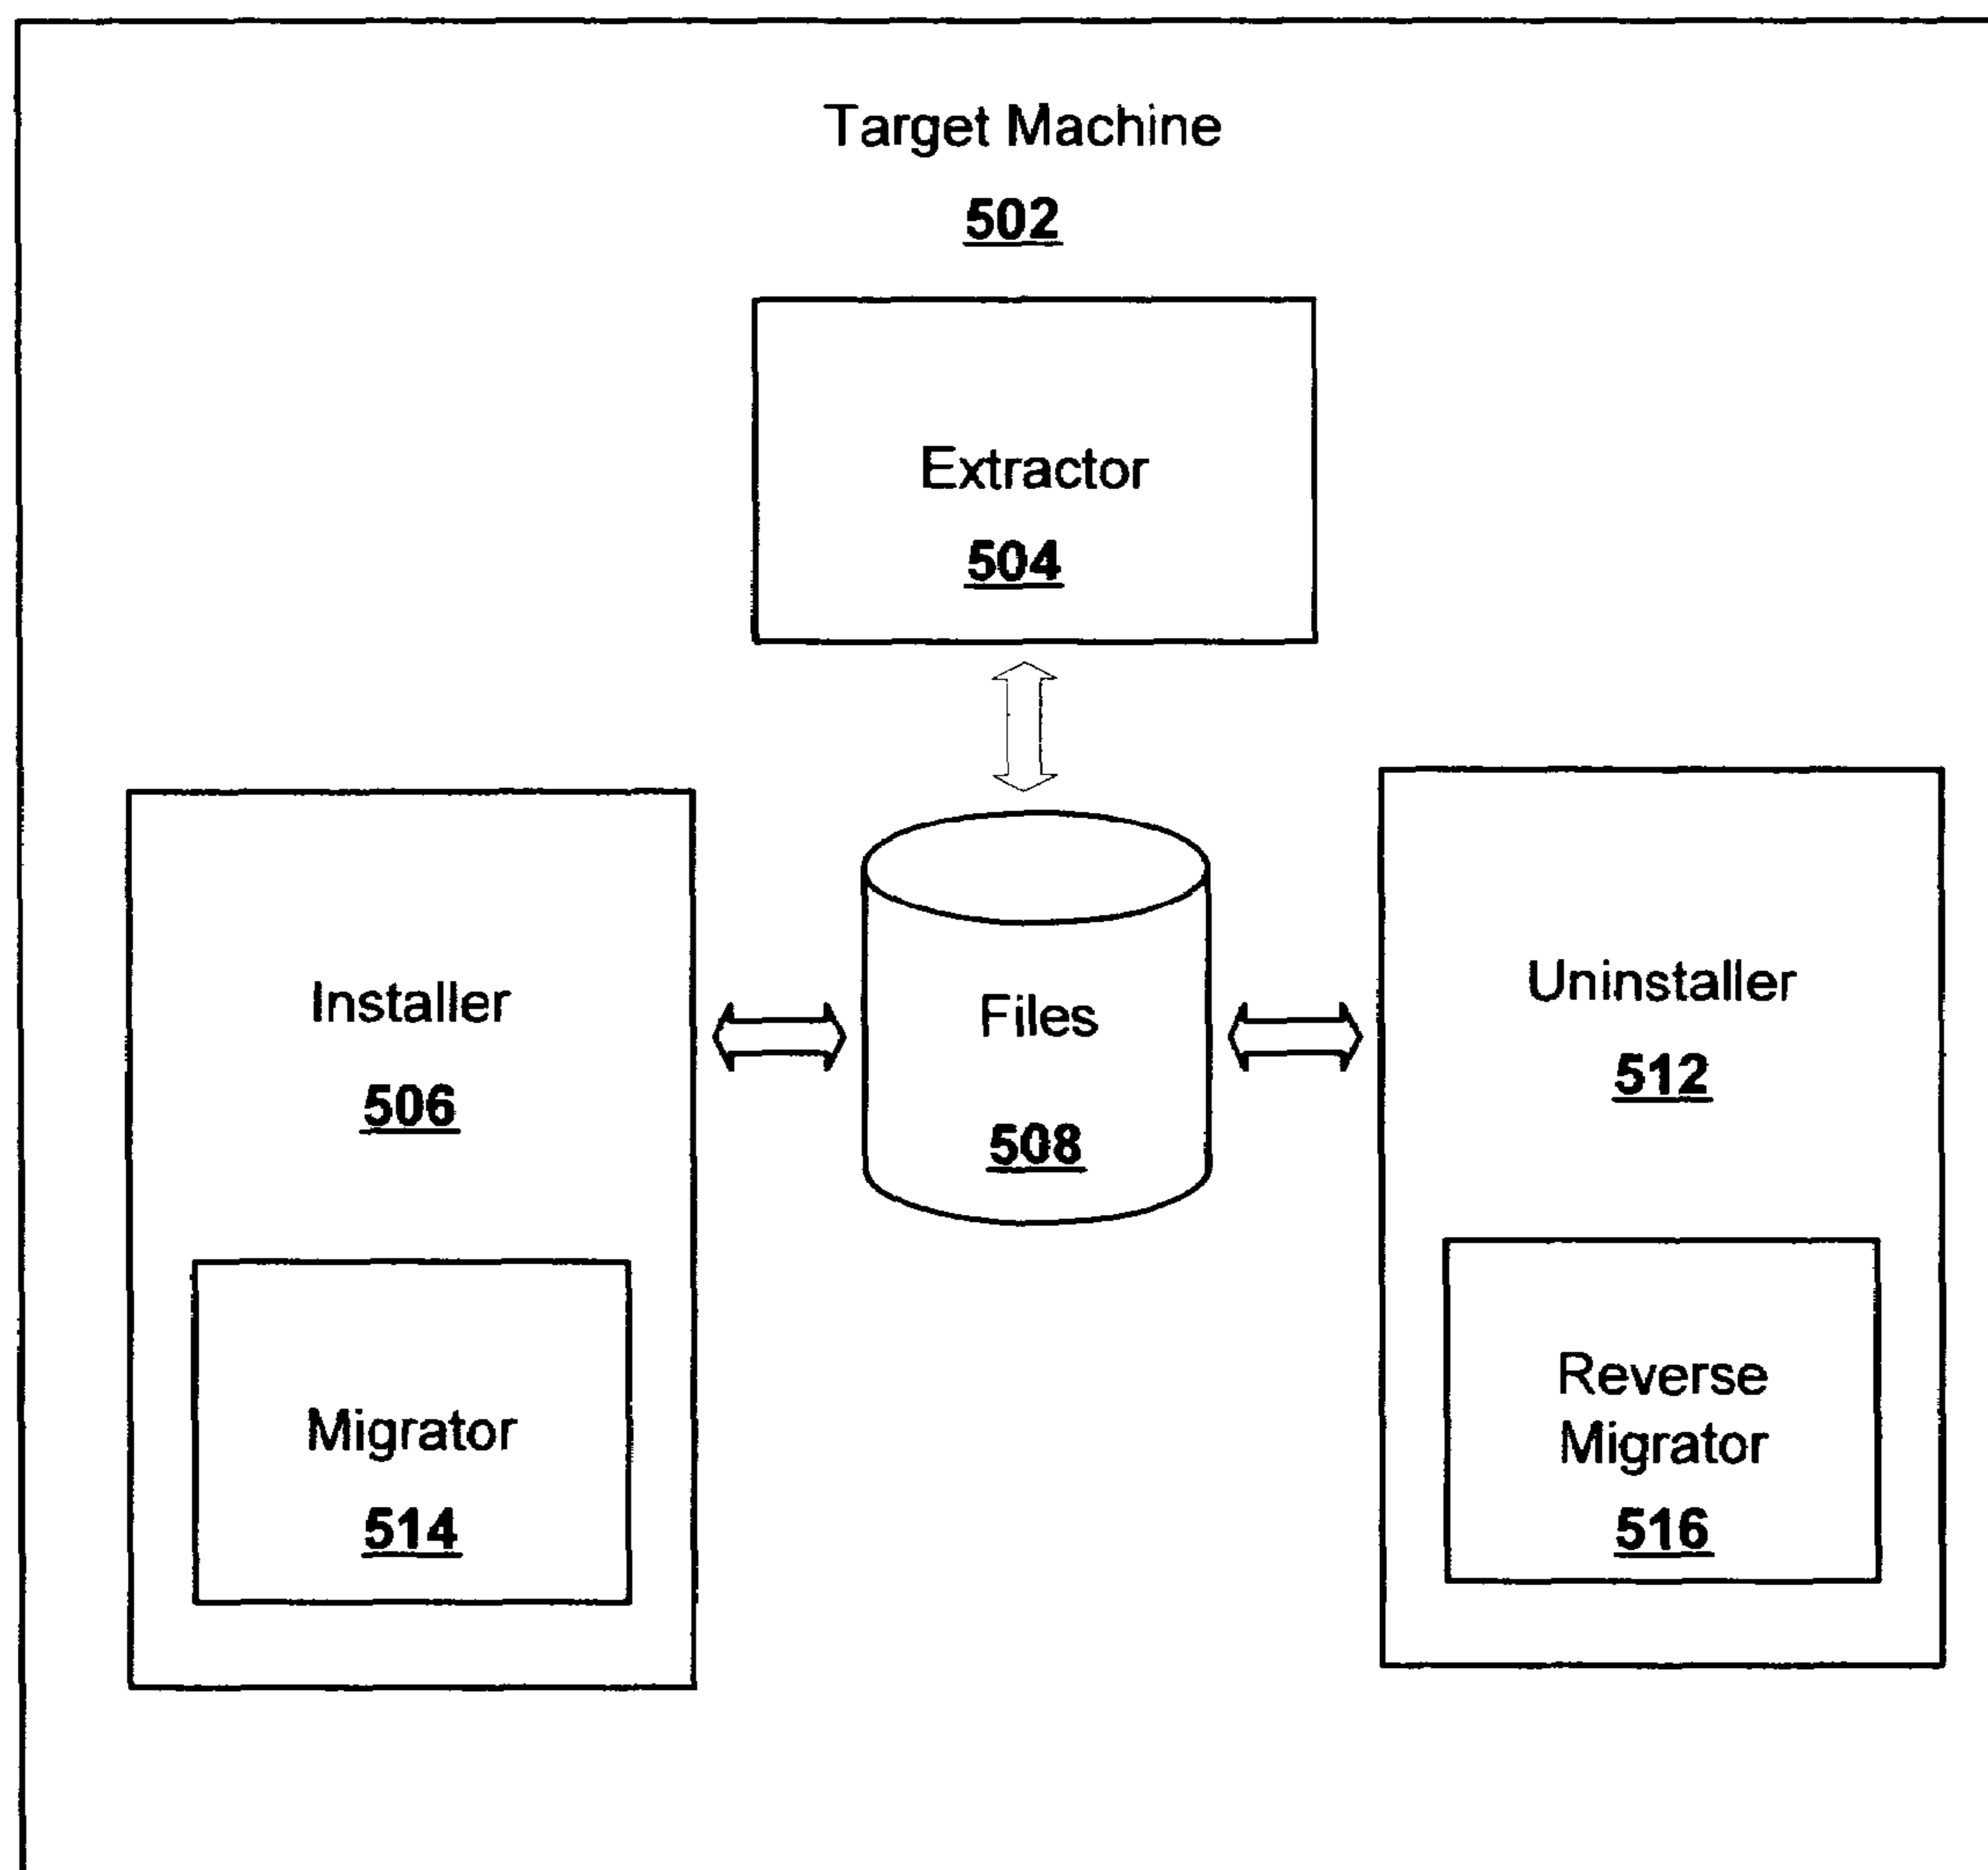 Target Machine
502
Extractor
504
Installer
506
Files
508
Uninstaller
512
Migrator
514
Reverse
Migrator
516